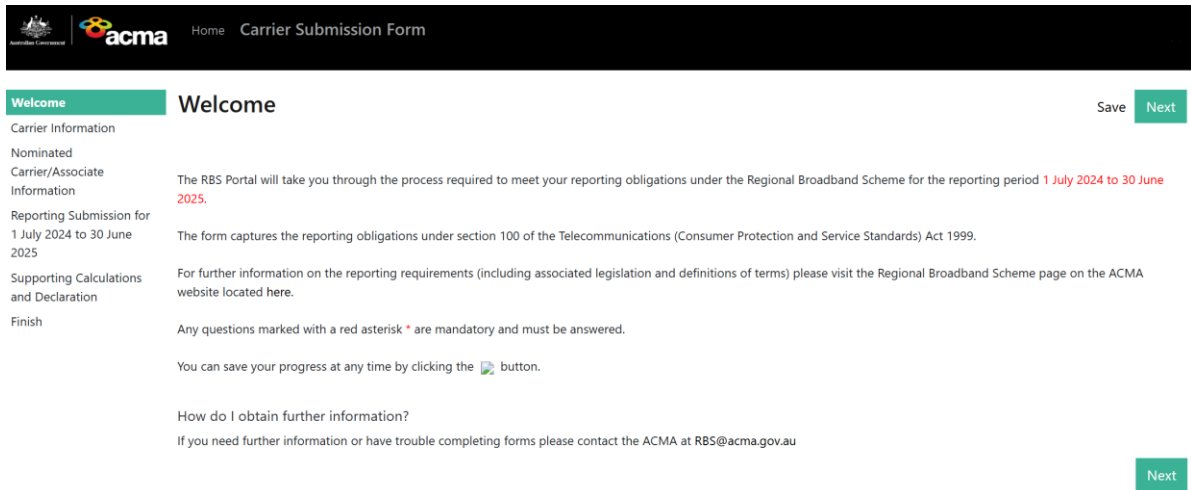 Australian Government
acma
Home Carrier Submission Form
Welcome
Carrier Information
Nominated
Carrier/Associate
Information
Reporting Submission for
1 July 2024 to 30 June
2025
Supporting Calculations
and Declaration
Finish
Welcome
Save Next
The RBS Portal will take you through the process required to meet your reporting obligations under the Regional Broadband Scheme for the reporting period 1 July 2024 to 30 June
2025.
The form captures the reporting obligations under section 100 of the Telecommunications (Consumer Protection and Service Standards) Act 1999.
For further information on the reporting requirements (including associated legislation and definitions of terms) please visit the Regional Broadband Scheme page on the ACMA
website located here.
Any questions marked with a red asterisk * are mandatory and must be answered.
You can save your progress at any time by clicking the button.
How do I obtain further information?
If you need further information or have trouble completing forms please contact the ACMA at RBS@acma.gov.au
Next